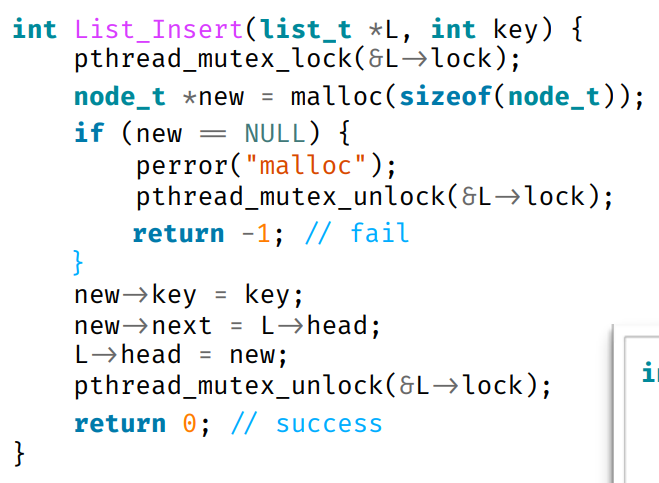 int List_Insert(list_t *L, int key) {
    pthread_mutex_lock(&L->lock);
    node_t *new = malloc(sizeof(node_t));
    if (new == NULL) {
        perror("malloc");
        pthread_mutex_unlock(&L->lock);
        return -1; // fail
    }
    new->key = key;
    new->next = L->head;
    L->head = new;
    pthread_mutex_unlock(&L->lock);
    return 0; // success
}